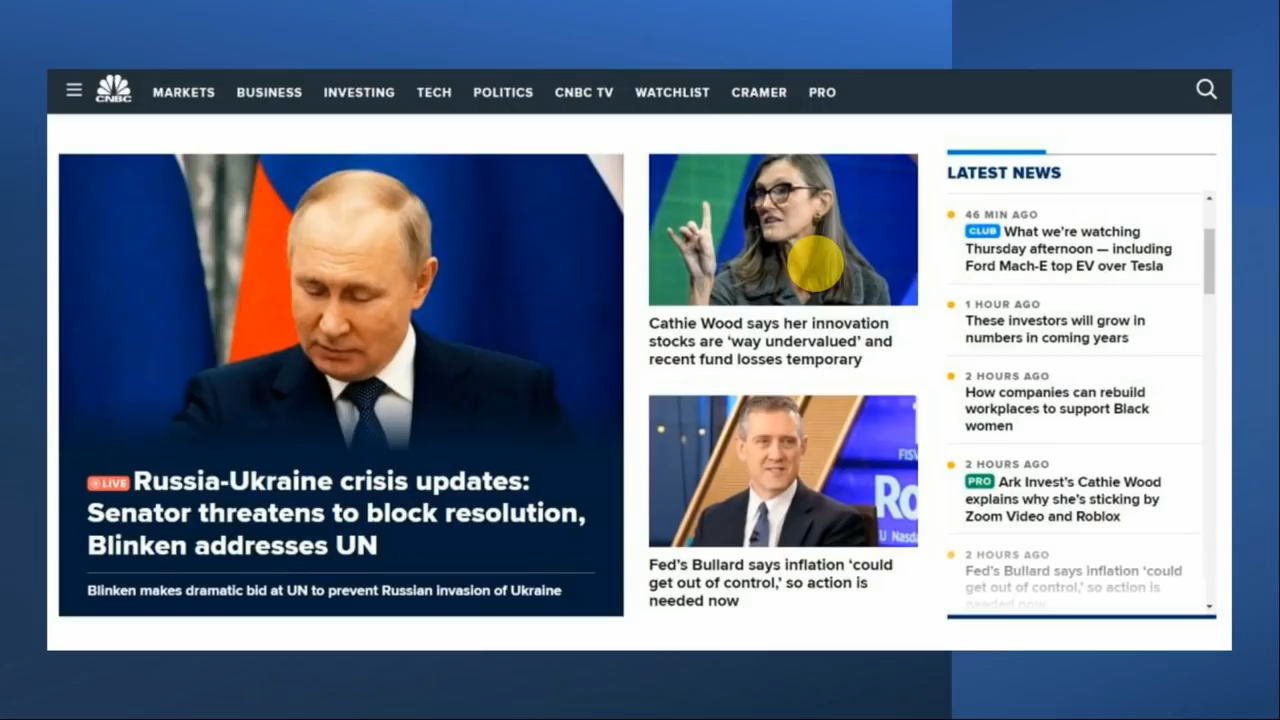 CNBC
MARKETS BUSINESS INVESTING TECH POLITICS CNBC TV WATCHLIST CRAMER PRO
LIVE Russia-Ukraine crisis updates:
Senator threatens to block resolution,
Blinken addresses UN
Blinken makes dramatic bid at UN to prevent Russian invasion of Ukraine
Cathie Wood says her innovation
stocks are ‘way undervalued’ and
recent fund losses temporary
FIS
Ro
Nasda
Fed’s Bullard says inflation ‘could
get out of control,’ so action is
needed now
LATEST NEWS
46 MIN AGO
CLUB What we’re watching
Thursday afternoon — including
Ford Mach-E top EV over Tesla
1 HOUR AGO
These investors will grow in
numbers in coming years
2 HOURS AGO
How companies can rebuild
workplaces to support Black
women
2 HOURS AGO
PRO Ark Invest’s Cathie Wood
explains why she’s sticking by
Zoom Video and Roblox
2 HOURS AGO
Fed’s Bullard says inflation ‘could
get out of control,’ so action is
needed now